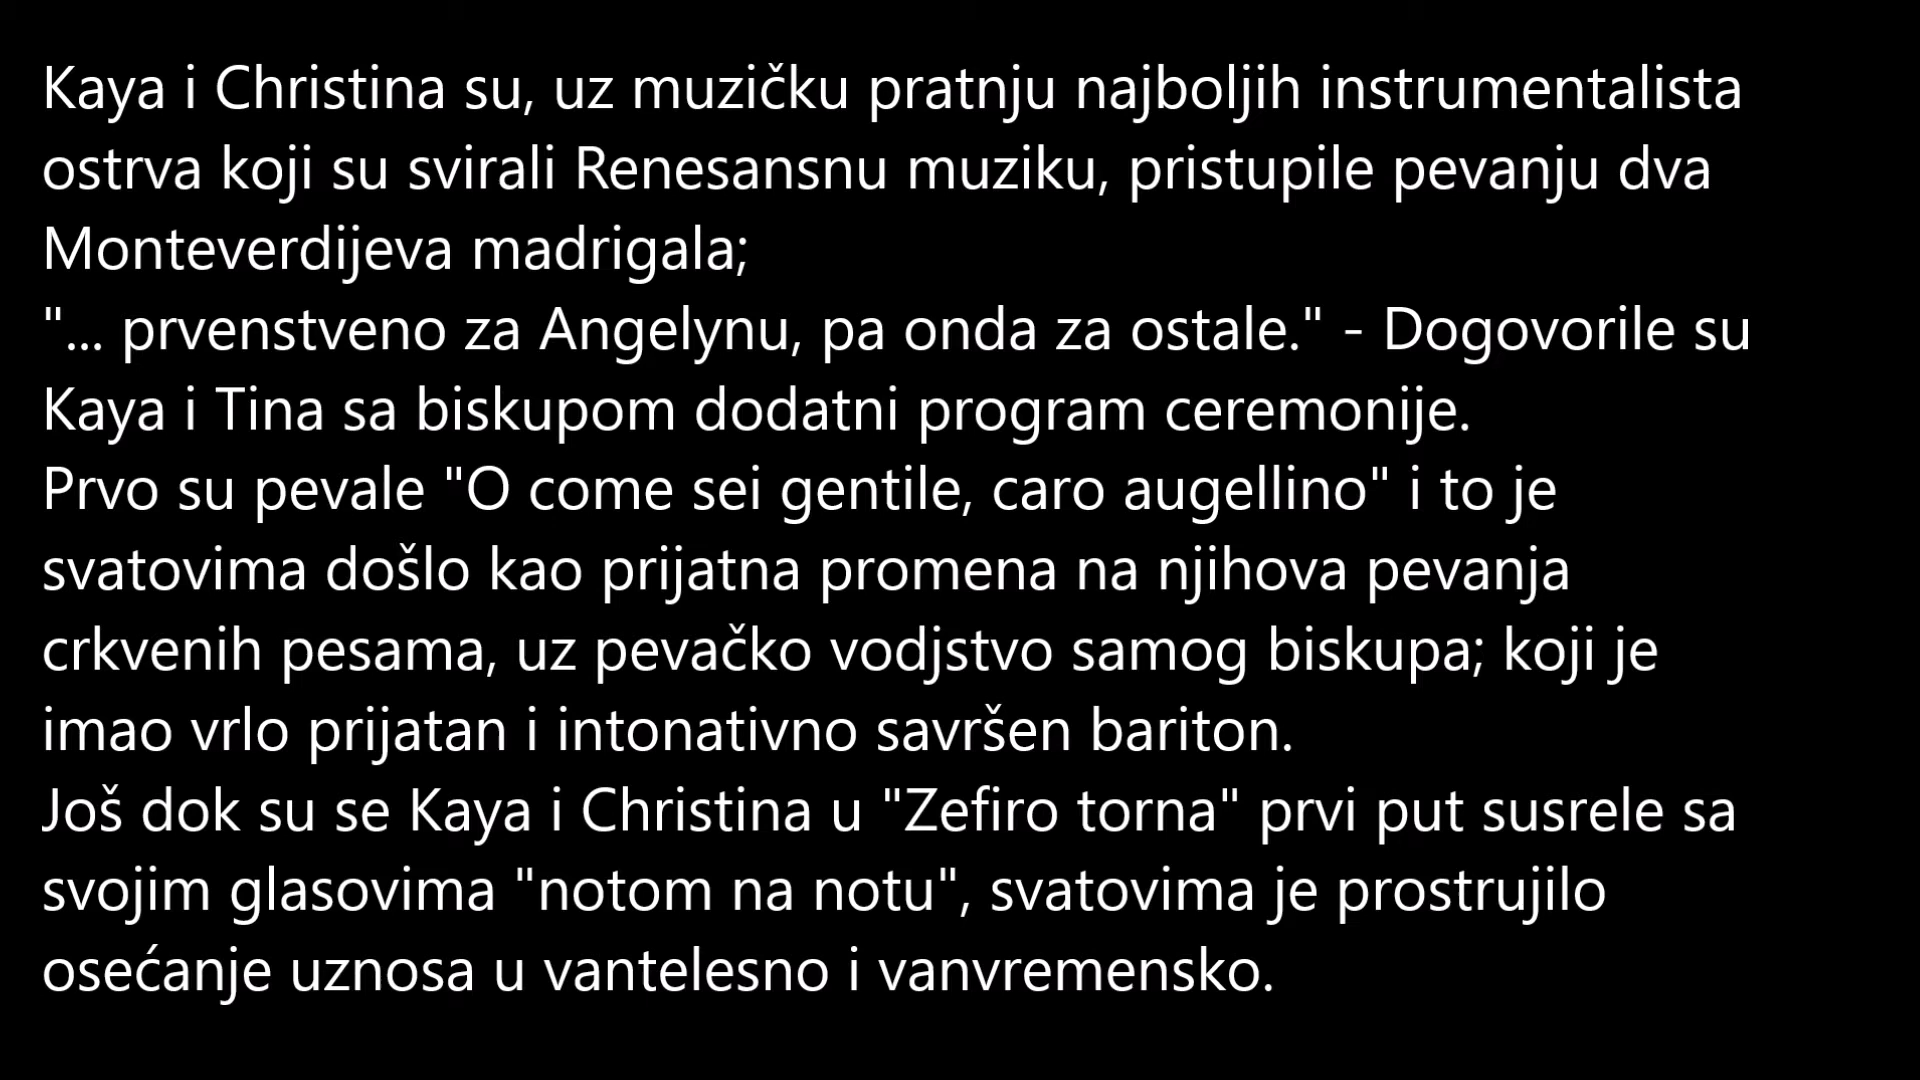 Kaya i Christina su, uz muzičku pratnju najboljih instrumentalista
ostrva koji su svirali Renesansnu muziku, pristupile pevanju dva
Monteverdijeva madrigala;
"... prvenstveno za Angelynu, pa onda za ostale." - Dogovorile su
Kaya i Tina sa biskupom dodatni program ceremonije.
Prvo su pevale "O come sei gentile, caro augellino" i to je
svatovima došlo kao prijatna promena na njihova pevanja
crkvenih pesama, uz pevačko vodjstvo samog biskupa; koji je
imao vrlo prijatan i intonativno savršen bariton.
Još dok su se Kaya i Christina u "Zefiro torna" prvi put susrele sa
svojim glasovima "notom na notu", svatovima je prostrujilo
osećanje uznosa u vantelesno i vanvremensko.